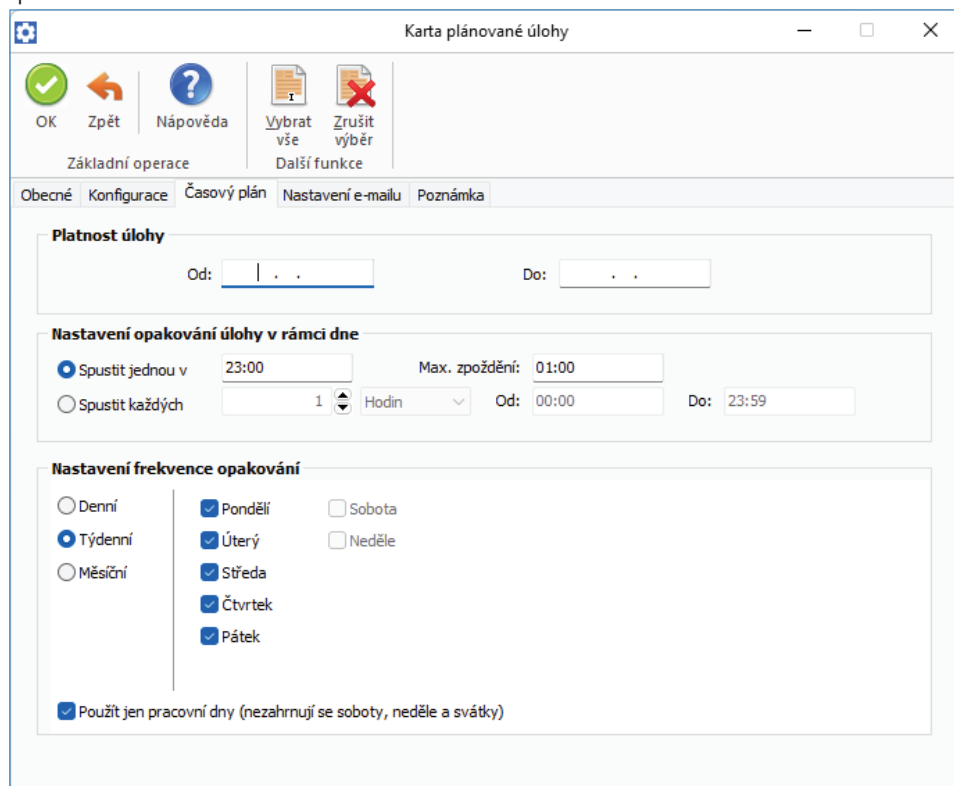 Karta plánované úlohy
OK Zpět Nápověda Vybrat vše Zrušit výběr
Základní operace Další funkce
Obecné Konfigurace Časový plán Nastavení e-mailu Poznámka
Platnost úlohy
Od: . . Do: . .
Nastavení opakování úlohy v rámci dne
Spustit jednou v 23:00 Max. zpoždění: 01:00
Spustit každých 1 Hodin Od: 00:00 Do: 23:59
Nastavení frekvence opakování
Denní Pondělí Sobota
Týdenní Úterý Neděle
Měsíční Středa
Čtvrtek
Pátek
Použít jen pracovní dny (nezahrnují se soboty, neděle a svátky)